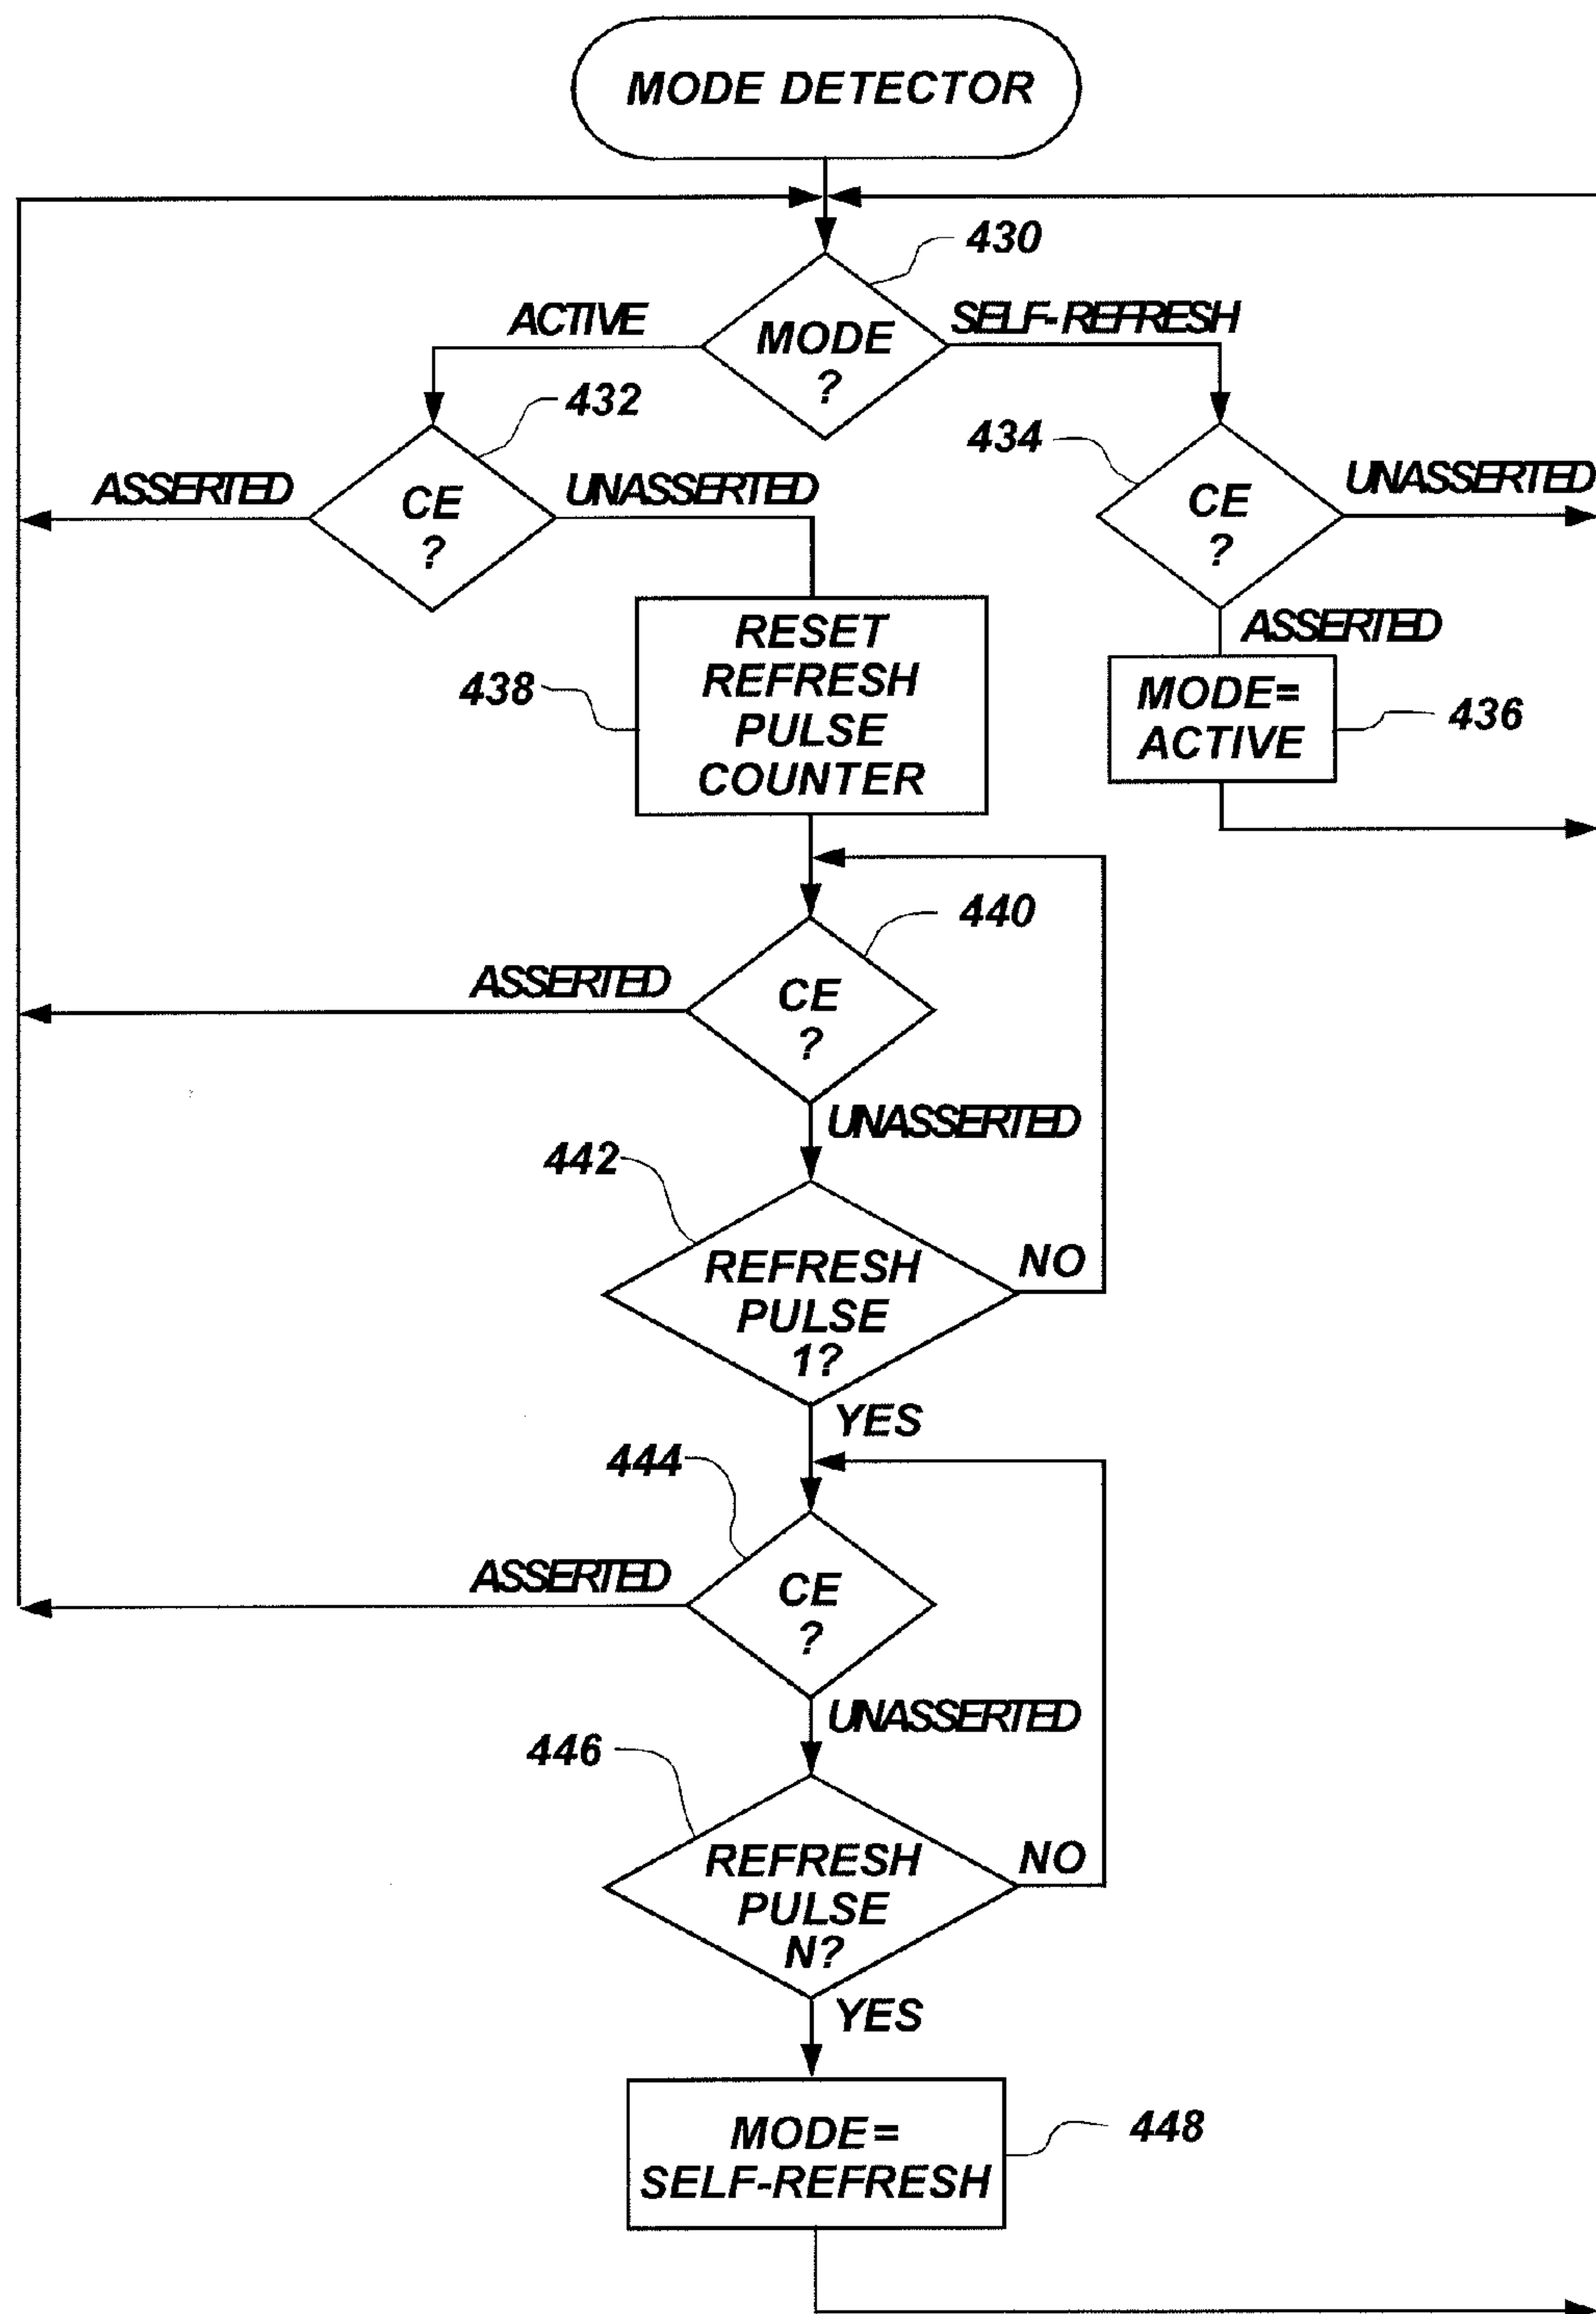 MODE DETECTOR
430
ACTIVE
SELF-REFRESH
MODE
?
432
434
ASSERTED
UNASSERTED
CE
?
CE
?
UNASSERTED
ASSERTED
RESET
REFRESH
PULSE
COUNTER
438
MODE=
ACTIVE
436
440
ASSERTED
CE
?
UNASSERTED
442
REFRESH
PULSE
1?
NO
YES
444
ASSERTED
CE
?
UNASSERTED
446
REFRESH
PULSE
N?
NO
YES
MODE=
SELF-REFRESH
448